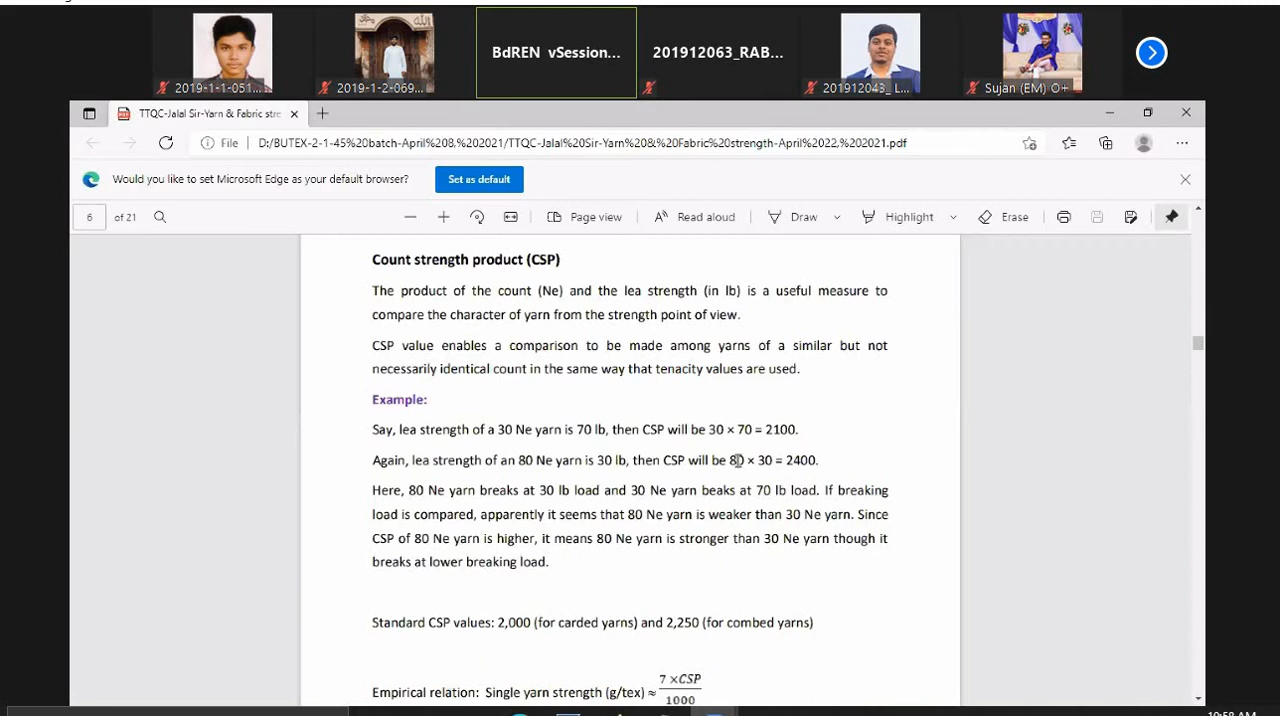 2019-1-1-051...
2019-1-2-069...
BdREN vSession...
201912063_RAB...
201912043_ L...
Sujan (EM) O+
TTQC-Jalal Sir-Yarn & Fabric stre
File
D:/BUTEX-2-1-45%20batch-April%208,%202021/TTQC-Jalal%20Sir-Yarn%20&%20Fabric%20strength-April%2022,%202021.pdf
Would you like to set Microsoft Edge as your default browser?
Set as default
6 of 21
Page view
Read aloud
Draw
Highlight
Erase
Count strength product (CSP)
The product of the count (Ne) and the lea strength (in lb) is a useful measure to
compare the character of yarn from the strength point of view.
CSP value enables a comparison to be made among yarns of a similar but not
necessarily identical count in the same way that tenacity values are used.
Example:
Say, lea strength of a 30 Ne yarn is 70 lb, then CSP will be 30 × 70 = 2100.
Again, lea strength of an 80 Ne yarn is 30 lb, then CSP will be 80 × 30 = 2400.
Here, 80 Ne yarn breaks at 30 lb load and 30 Ne yarn beaks at 70 lb load. If breaking
load is compared, apparently it seems that 80 Ne yarn is weaker than 30 Ne yarn. Since
CSP of 80 Ne yarn is higher, it means 80 Ne yarn is stronger than 30 Ne yarn though it
breaks at lower breaking load.
Standard CSP values: 2,000 (for carded yarns) and 2,250 (for combed yarns)
Empirical relation: Single yarn strength (g/tex) ≈ 7 ×CSP
1000